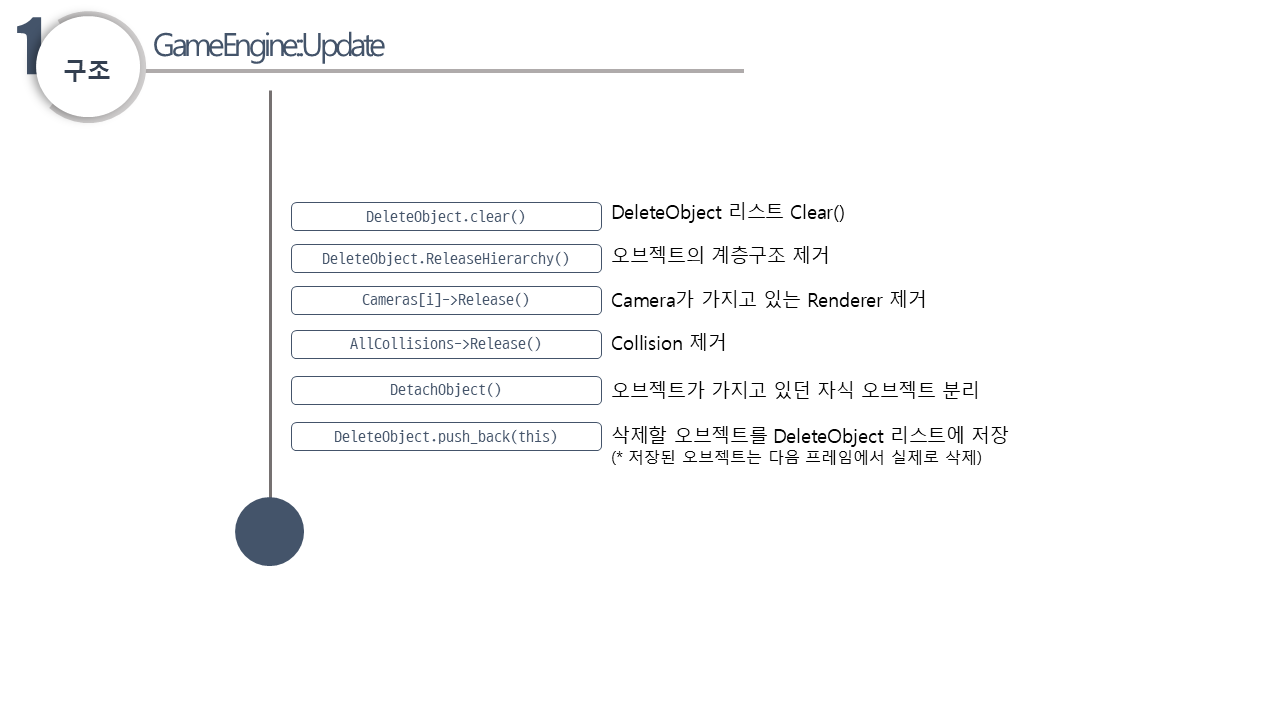 1
구조
GameEngine::Update
DeleteObject.clear()
DeleteObject 리스트 Clear()
DeleteObject.ReleaseHierarchy()
오브젝트의 계층구조 제거
Cameras[i]->Release()
Camera가 가지고 있는 Renderer 제거
AllCollisions->Release()
Collision 제거
DetachObject()
오브젝트가 가지고 있던 자식 오브젝트 분리
DeleteObject.push_back(this)
삭제할 오브젝트를 DeleteObject 리스트에 저장
(* 저장된 오브젝트는 다음 프레임에서 실제로 삭제)